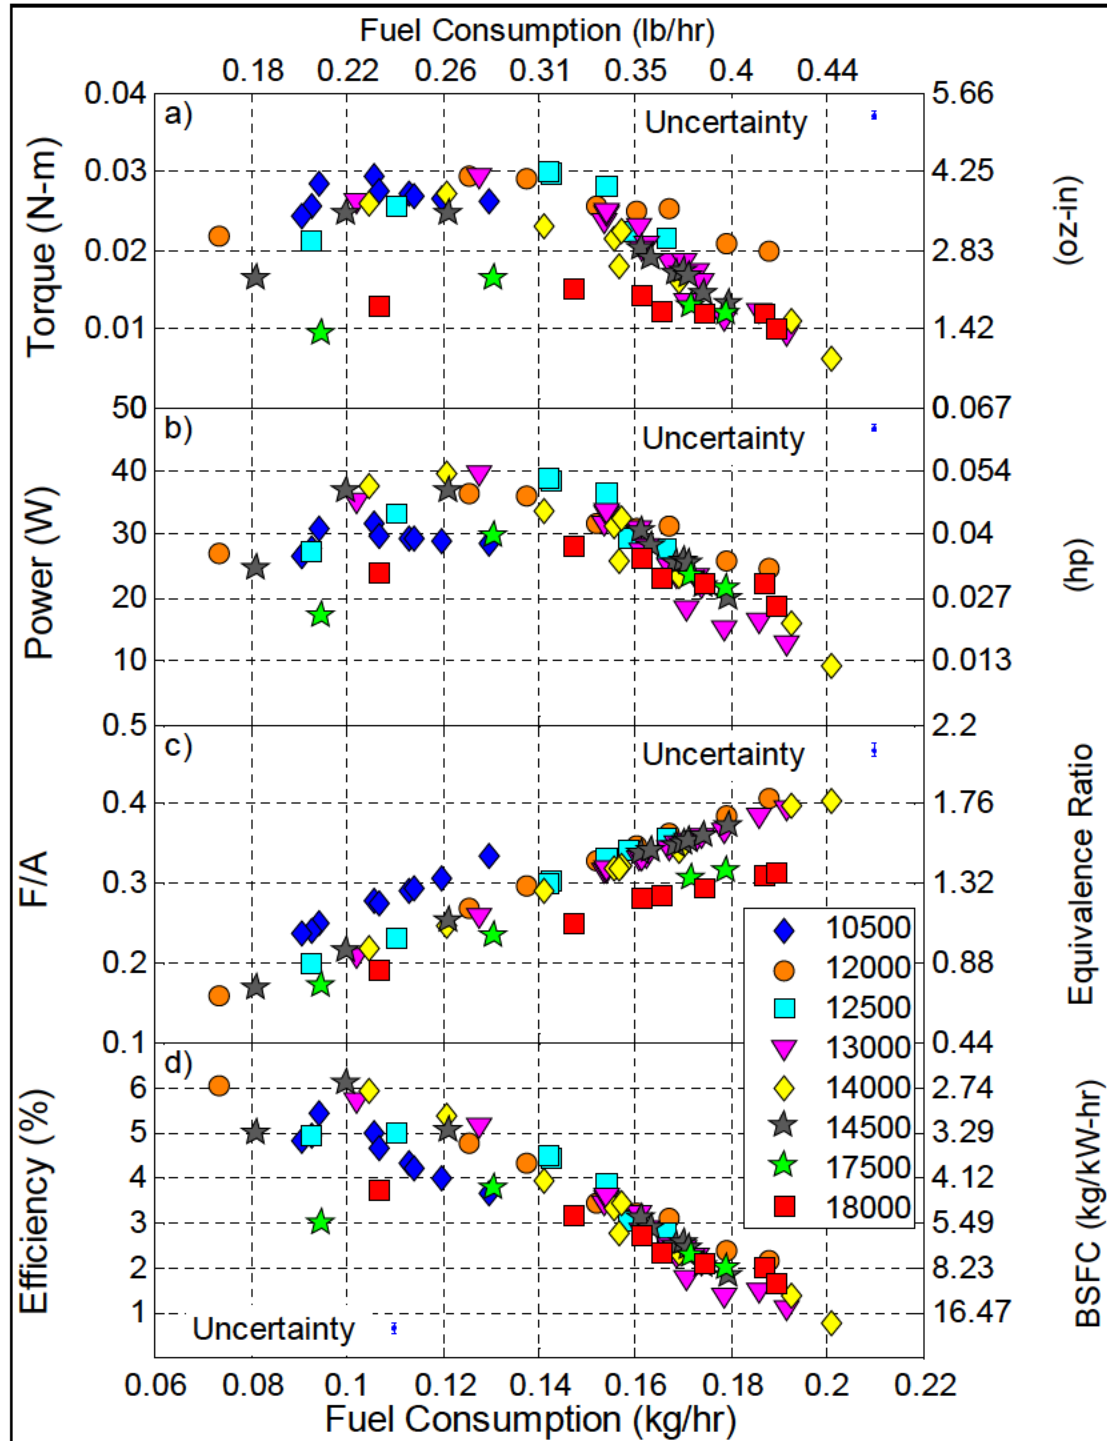 Fuel Consumption (lb/hr)
0.18 0.22 0.26 0.31 0.35 0.4 0.44
a)
Uncertainty
0.04
0.03
0.02
0.01
0
Torque (N-m)
5.66
4.25
2.83
1.42
0
(oz-in)
b)
Uncertainty
50
40
30
20
10
Power (W)
0.067
0.054
0.04
0.027
0.013
(hp)
c)
Uncertainty
0.5
0.4
0.3
0.2
0.1
F/A
2.2
1.76
1.32
0.88
0.44
Equivalence Ratio
10500
12000
12500
13000
14000
14500
17500
18000
d)
Uncertainty
6
5
4
3
2
1
Efficiency (%)
2.74
3.29
4.12
5.49
8.23
16.47
BSFC (kg/kW-hr)
0.06 0.08 0.1 0.12 0.14 0.16 0.18 0.2 0.22
Fuel Consumption (kg/hr)